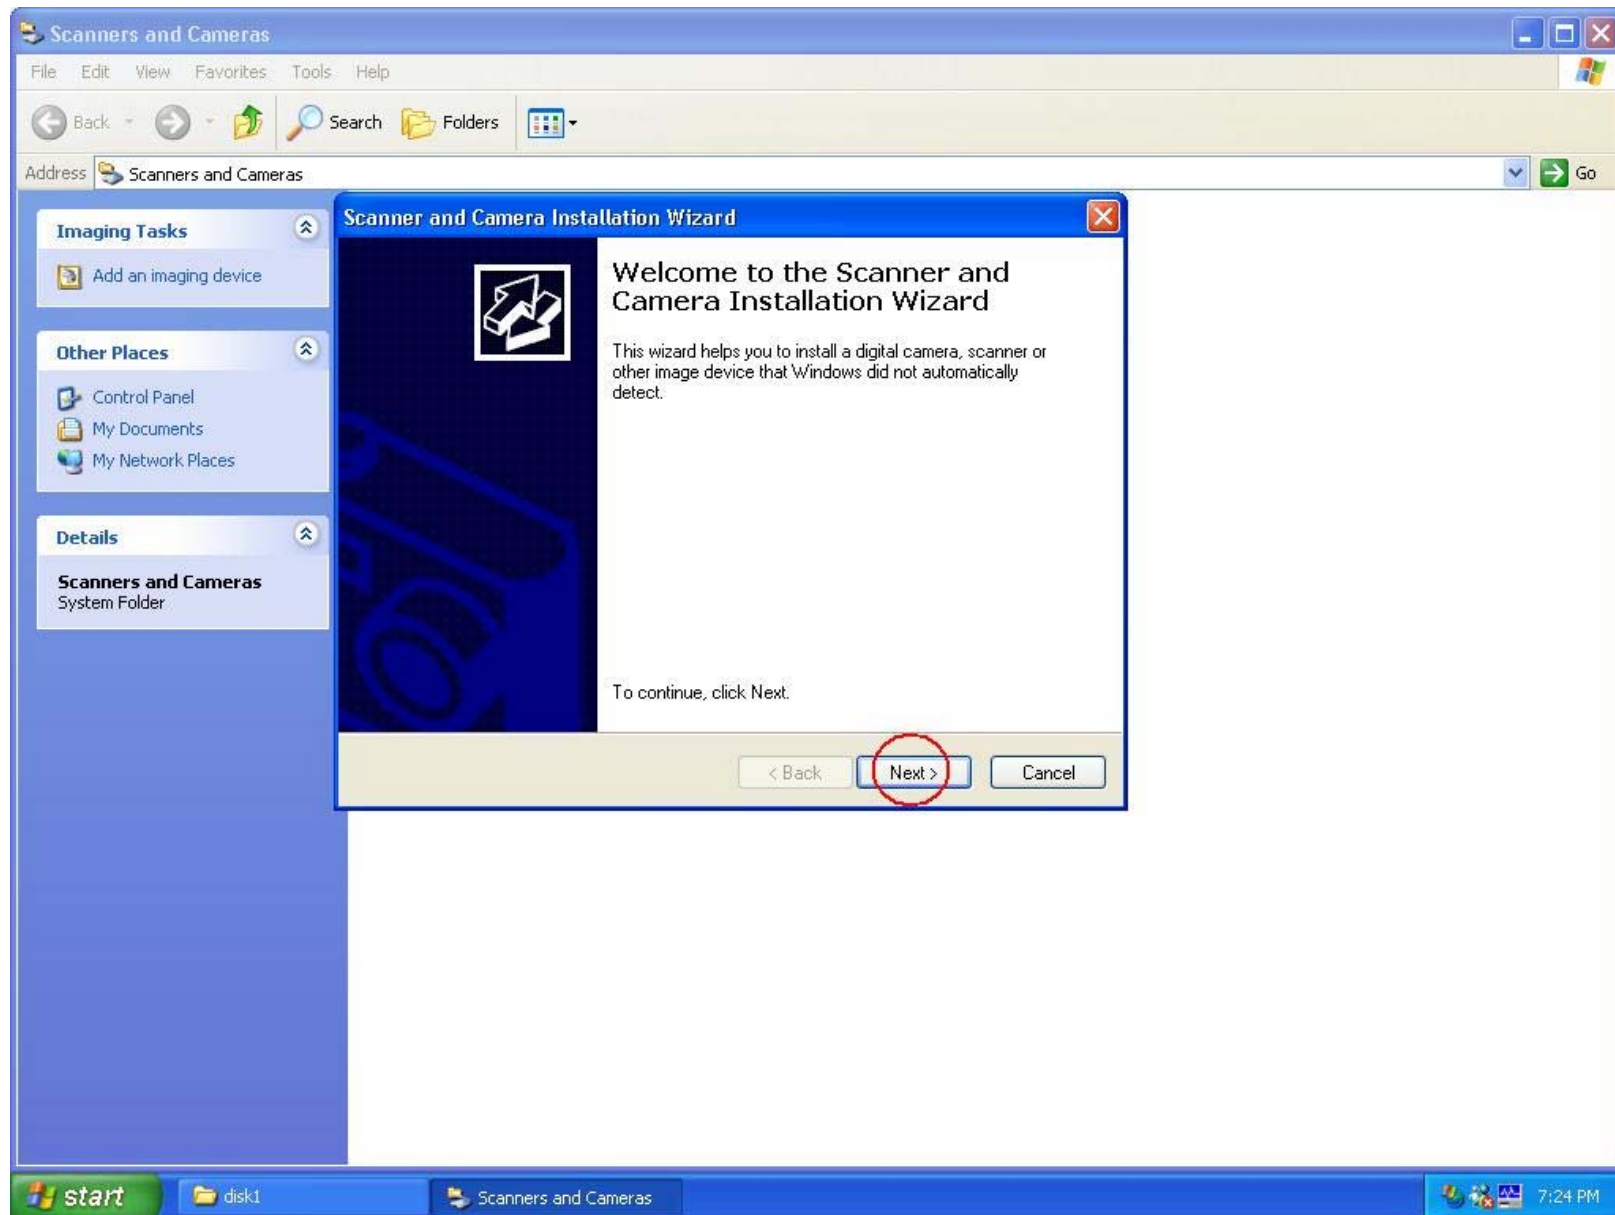 Scanners and Cameras
File Edit View Favorites Tools Help
Back Search Folders
Address Scanners and Cameras Go
Imaging Tasks
Add an imaging device
Other Places
Control Panel
My Documents
My Network Places
Details
Scanners and Cameras
System Folder
Scanner and Camera Installation Wizard
Welcome to the Scanner and
Camera Installation Wizard
This wizard helps you to install a digital camera, scanner or
other image device that Windows did not automatically
detect.
To continue, click Next.
< Back Next > Cancel
start disk1 Scanners and Cameras 7:24 PM